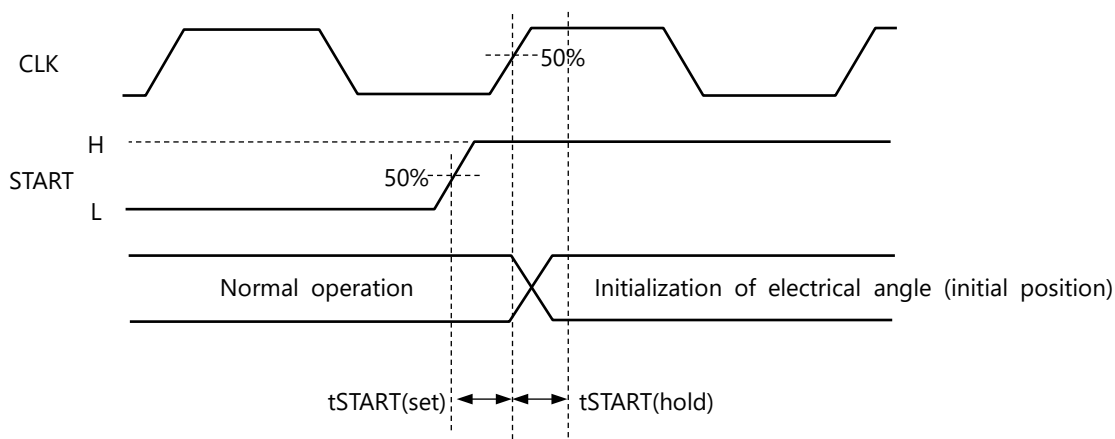 CLK
50%
H
START
50%
L
Normal operation
Initialization of electrical angle (initial position)
tSTART(set)
tSTART(hold)